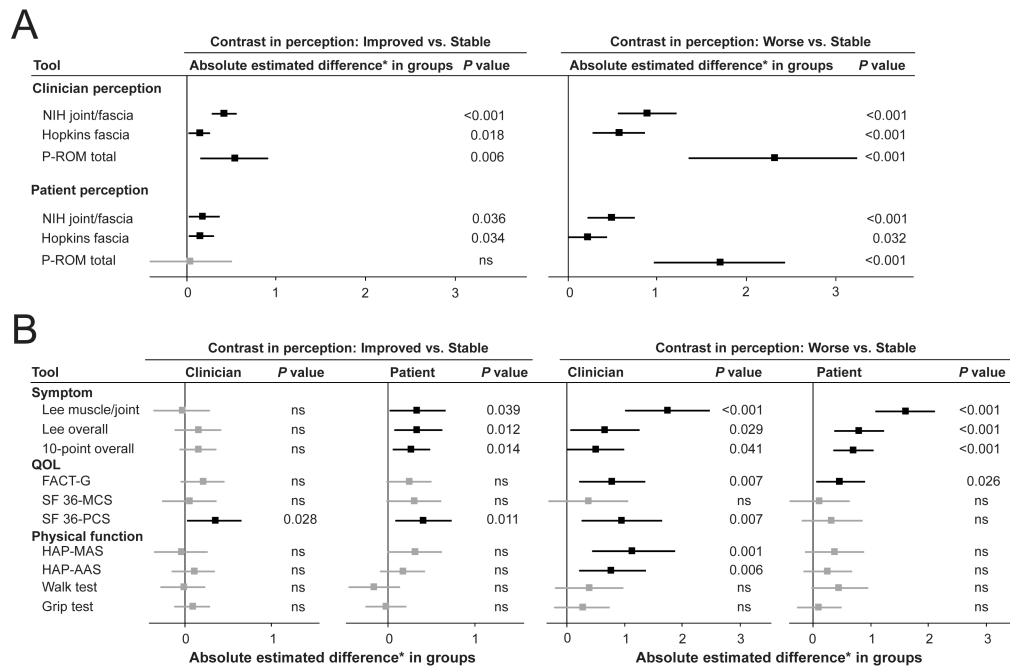 A
Contrast in perception: Improved vs. Stable Contrast in perception: Worse vs. Stable
Tool Absolute estimated difference* in groups P value Absolute estimated difference* in groups P value
Clinician perception
NIH joint/fascia <0.001 <0.001
Hopkins fascia 0.018 <0.001
P-ROM total 0.006 <0.001
Patient perception
NIH joint/fascia 0.036 <0.001
Hopkins fascia 0.034 0.032
P-ROM total ns <0.001
0 1 2 3 0 1 2 3
B
Contrast in perception: Improved vs. Stable Contrast in perception: Worse vs. Stable
Tool Clinician P value Patient P value Clinician P value Patient P value
Symptom
Lee muscle/joint ns 0.039 <0.001 <0.001
Lee overall ns 0.012 0.029 <0.001
10-point overall ns 0.014 0.041 <0.001
QOL
FACT-G ns ns 0.007 0.026
SF 36-MCS ns ns ns ns
SF 36-PCS 0.028 0.011 0.007 ns
Physical function
HAP-MAS ns ns 0.001 ns
HAP-AAS ns ns 0.006 ns
Walk test ns ns ns ns
Grip test ns ns ns ns
0 1 0 1 0 1 2 3 0 1 2 3
Absolute estimated difference* in groups Absolute estimated difference* in groups